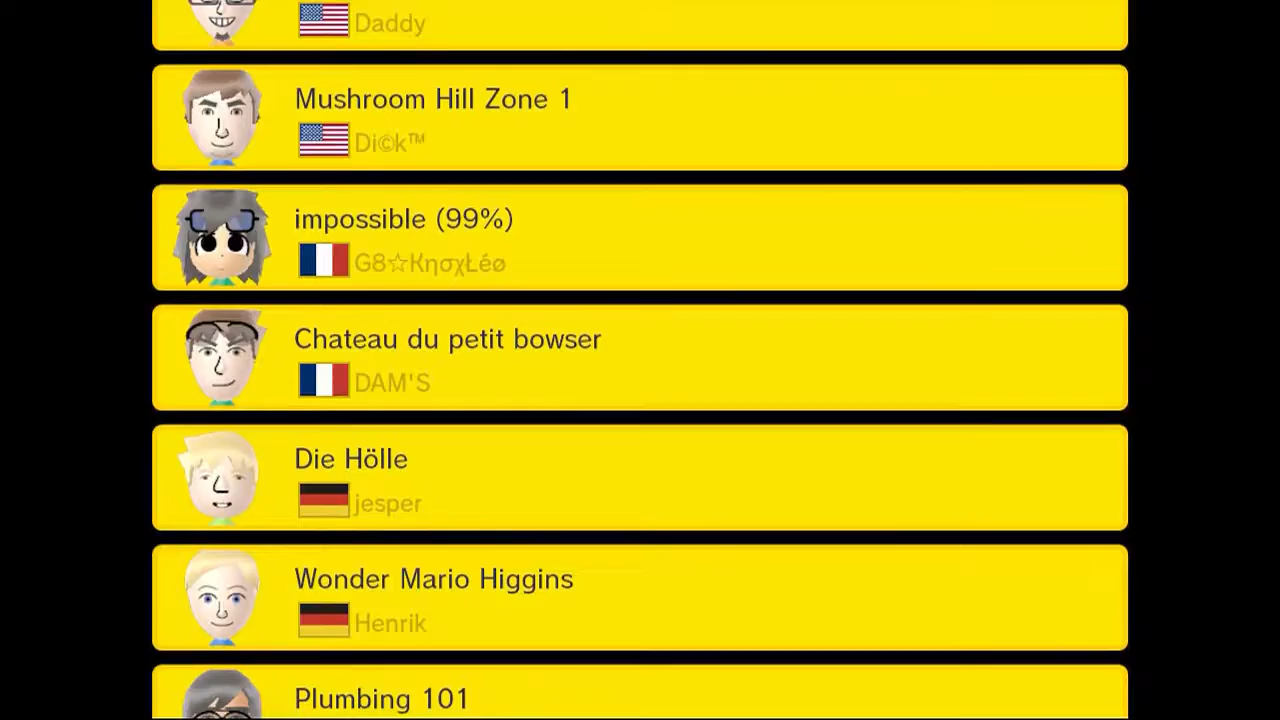 Daddy
Mushroom Hill Zone 1
Di©k™
impossible (99%)
G8☆KησχŁéø
Chateau du petit bowser
DAM'S
Die Hölle
jesper
Wonder Mario Higgins
Henrik
Plumbing 101